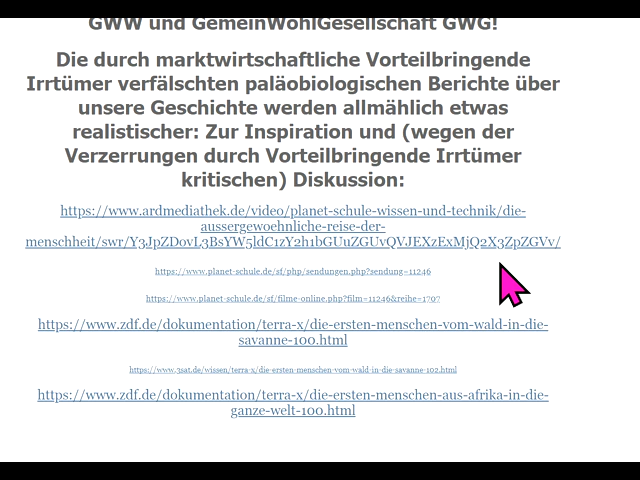 GWW und GemeinWohlGesellschaft GWG!
Die durch marktwirtschaftliche Vorteilbringende
Irrtümer verfälschten paläobiologischen Berichte über
unsere Geschichte werden allmählich etwas
realistischer: Zur Inspiration und (wegen der
Verzerrungen durch Vorteilbringende Irrtümer
kritischen) Diskussion:
https://www.ardmediathek.de/video/planet-schule-wissen-und-technik/die-
aussergewoehnliche-reise-der-
menschheit/swr/Y3JpZDovL3BsYW5ldC1zY2h1bGUuZGUvQVJEXzExMjQ2X3ZpZGVv/
https://www.planet-schule.de/sf/php/sendungen.php?sendung=11246
https://www.planet-schule.de/sf/filme-online.php?film=11246&reihe=1707
https://www.zdf.de/dokumentation/terra-x/die-ersten-menschen-vom-wald-in-die-
savanne-100.html
https://www.3sat.de/wissen/terra-x/die-ersten-menschen-vom-wald-in-die-savanne-102.html
https://www.zdf.de/dokumentation/terra-x/die-ersten-menschen-aus-afrika-in-die-
ganze-welt-100.html